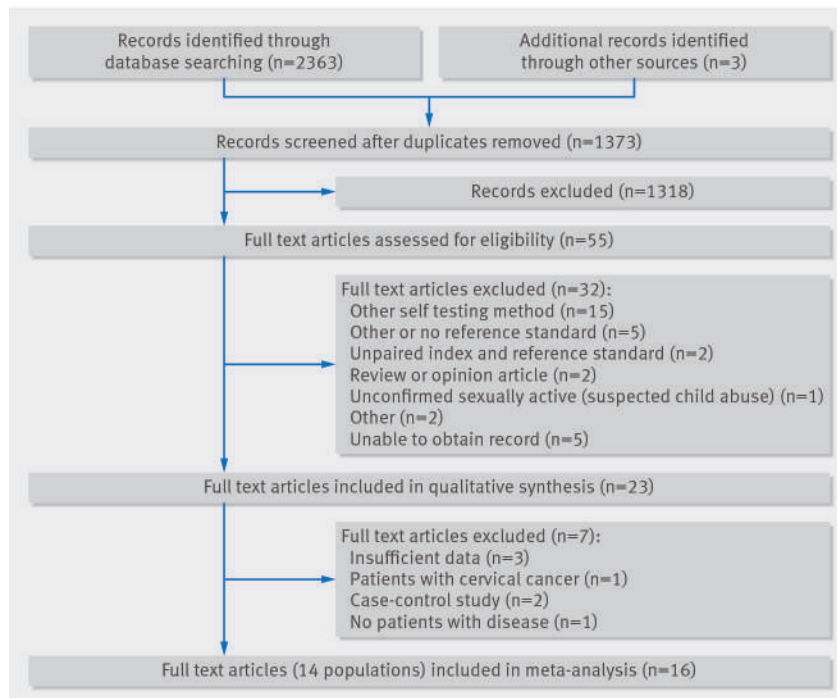 Records identified through
database searching (n=2363)
Additional records identified
through other sources (n=3)
Records screened after duplicates removed (n=1373)
Records excluded (n=1318)
Full text articles assessed for eligibility (n=55)
Full text articles excluded (n=32):
Other self testing method (n=15)
Other or no reference standard (n=5)
Unpaired index and reference standard (n=2)
Review or opinion article (n=2)
Unconfirmed sexually active (suspected child abuse) (n=1)
Other (n=2)
Unable to obtain record (n=5)
Full text articles included in qualitative synthesis (n=23)
Full text articles excluded (n=7):
Insufficient data (n=3)
Patients with cervical cancer (n=1)
Case-control study (n=2)
No patients with disease (n=1)
Full text articles (14 populations) included in meta-analysis (n=16)